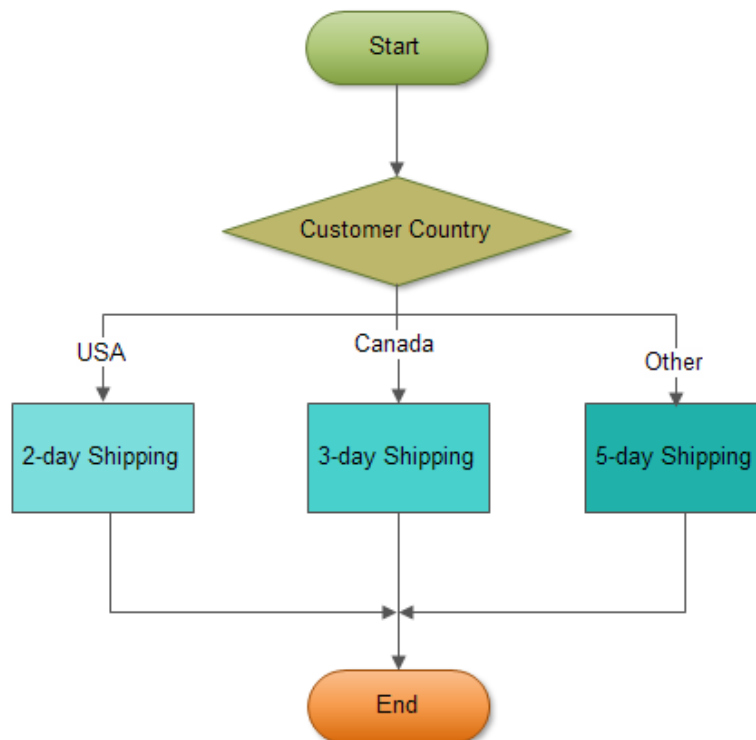 Start
Customer Country
USA
Canada
Other
2-day Shipping
3-day Shipping
5-day Shipping
End